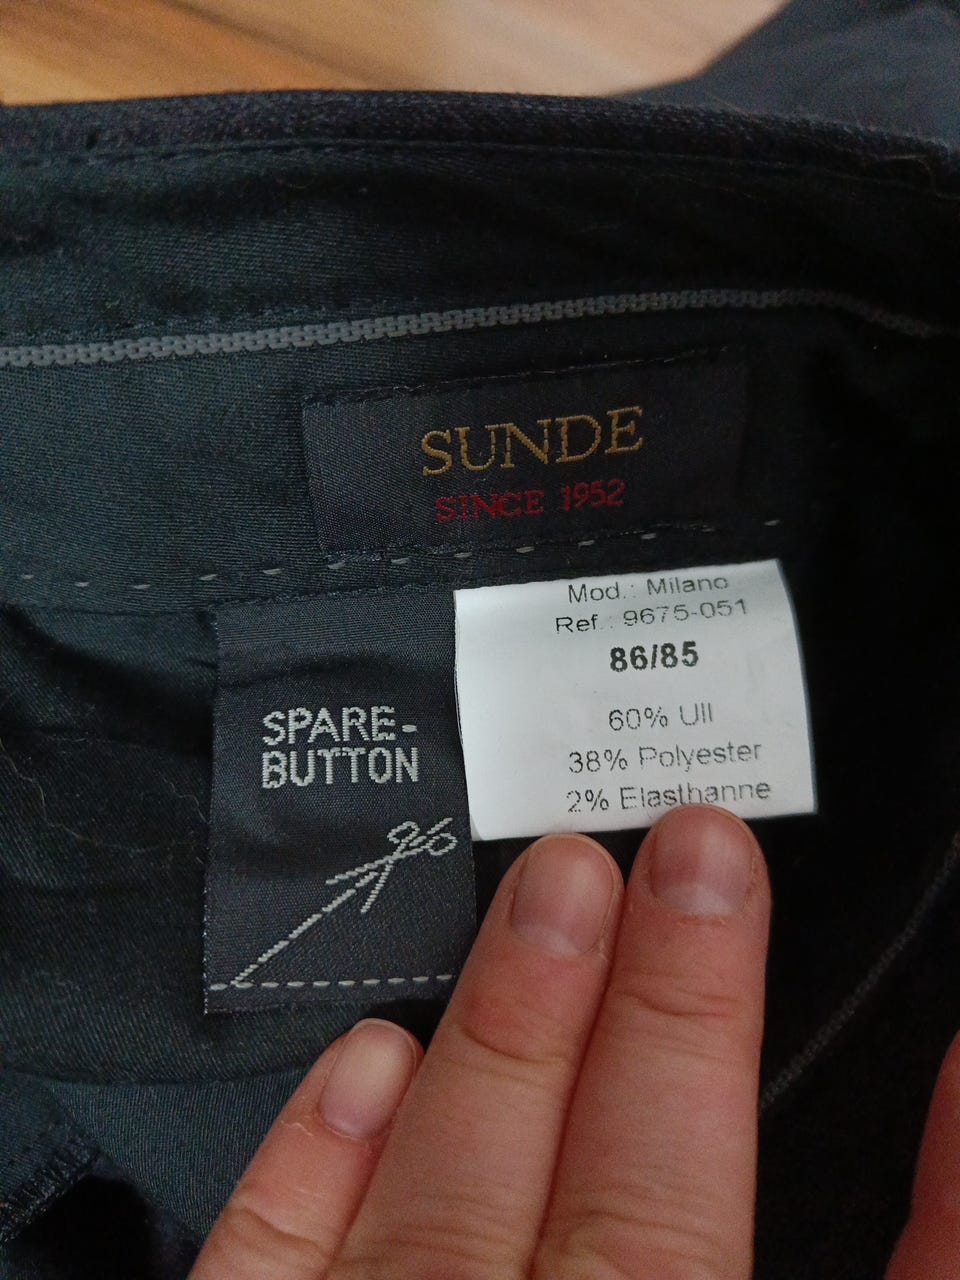 SUNDE
SINCE 1952
Mod.: Milano
Ref.: 9675-051
86/85
60% Ull
38% Polyester
2% Elasthanne
SPARE-
BUTTON